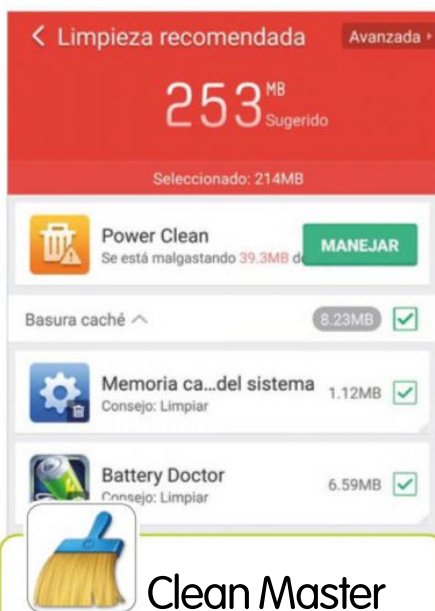 < Limpieza recomendada Avanzada
253 MB Sugerido
Seleccionado: 214MB
Power Clean
Se está malgastando 39.3MB d
MANEJAR
Basura caché 8.23MB
Memoria ca...del sistema 1.12MB
Consejo: Limpiar
Battery Doctor 6.59MB
Consejo: Limpiar
Clean Master